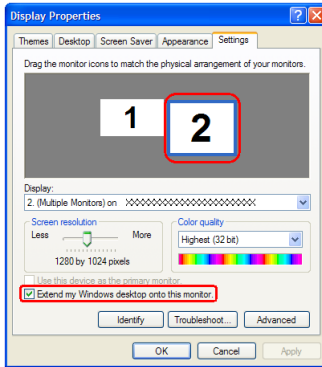 Display Properties
Themes Desktop Screen Saver Appearance Settings
Drag the monitor icons to match the physical arrangement of your monitors.
1 2
Display:
2. (Multiple Monitors) on XXXXXXXXXXXXXXXXXXXXXX
Screen resolution
Less More
1280 by 1024 pixels
Color quality
Highest (32 bit)
Use this device as the primary monitor.
Extend my Windows desktop onto this monitor.
Identify Troubleshoot... Advanced
OK Cancel Apply